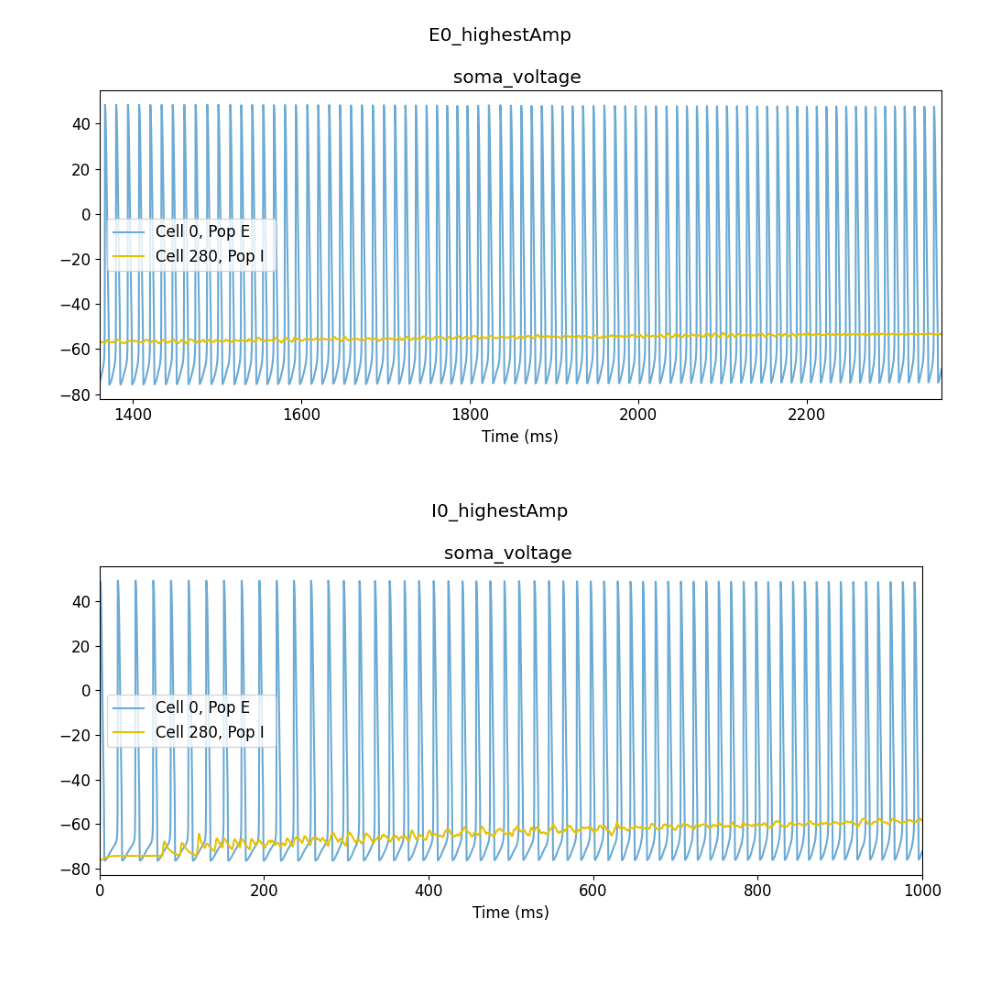 E0_highestAmp
soma_voltage
40
20
0
−20
−40
−60
−80
Cell 0, Pop E
Cell 280, Pop I
1400 1600 1800 2000 2200
Time (ms)
I0_highestAmp
soma_voltage
40
20
0
−20
−40
−60
−80
Cell 0, Pop E
Cell 280, Pop I
0 200 400 600 800 1000
Time (ms)